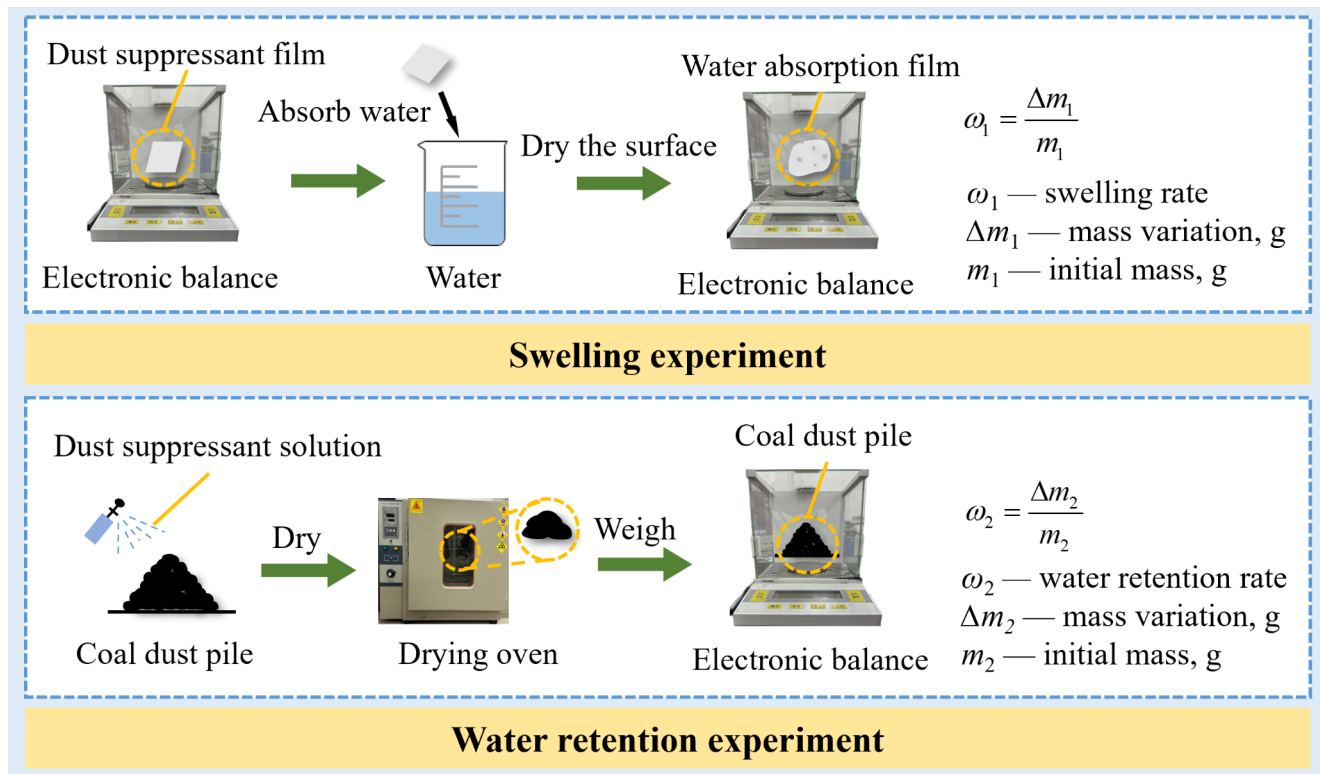 Dust suppressant film
Absorb water
Dry the surface
Water absorption film
Electronic balance
Water
Electronic balance
ω₁ = Δm₁ / m₁
ω₁ — swelling rate
Δm₁ — mass variation, g
m₁ — initial mass, g
Swelling experiment
Dust suppressant solution
Dry
Weigh
Coal dust pile
Coal dust pile
Drying oven
Electronic balance
ω₂ = Δm₂ / m₂
ω₂ — water retention rate
Δm₂ — mass variation, g
m₂ — initial mass, g
Water retention experiment